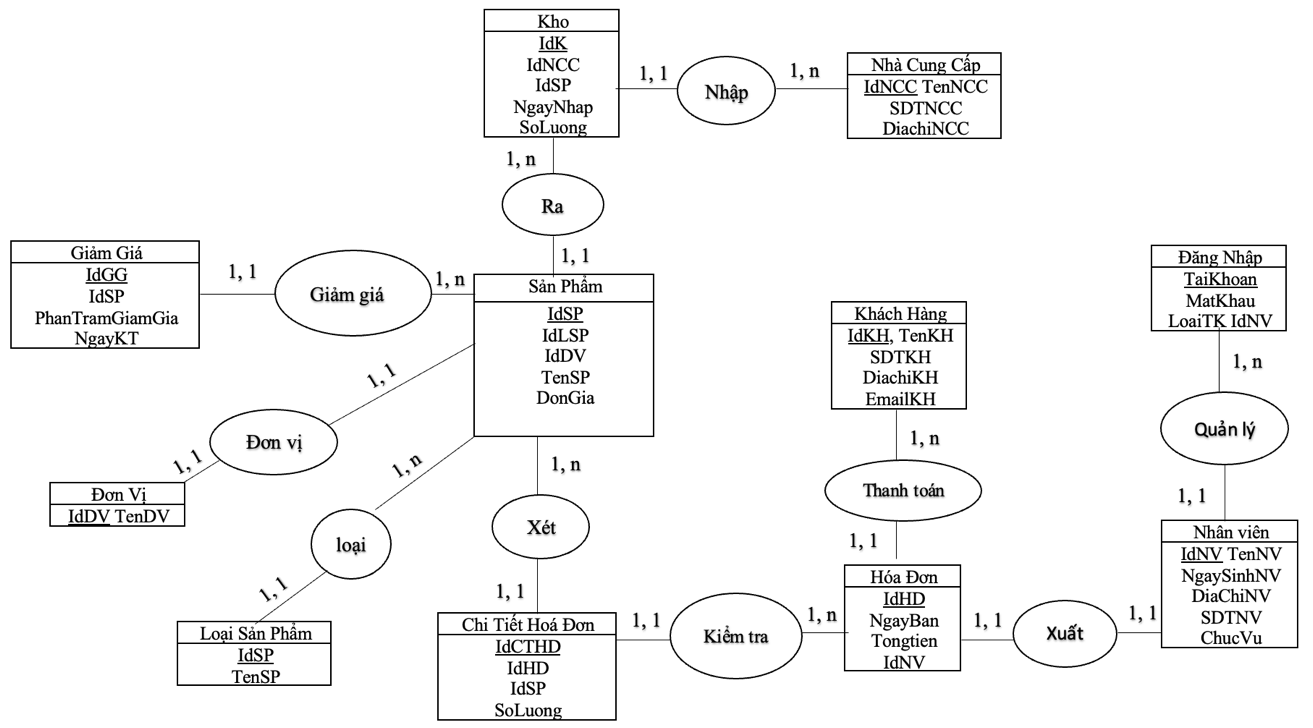 Kho
IdK
IdNCC
IdSP
NgayNhap
SoLuong
1, 1
Nhập
1, n
Nhà Cung Cấp
IdNCC TenNCC
SDTNCC
DiachiNCC
1, n
Ra
1, 1
Giảm Giá
IdGG
IdSP
PhanTramGiamGia
NgayKT
1, 1
Giảm giá
1, n
Sản Phẩm
IdSP
IdLSP
IdDV
TenSP
DonGia
1, 1
Đơn vị
1, 1
Đơn Vị
IdDV TenDV
1, n
loại
1, 1
Loại Sản Phẩm
IdSP
TenSP
1, n
Xét
1, 1
Chi Tiết Hoá Đơn
IdCTHD
IdHD
IdSP
SoLuong
1, 1
Kiểm tra
1, n
Khách Hàng
IdKH, TenKH
SDTKH
DiachiKH
EmailKH
1, n
Thanh toán
1, 1
Hóa Đơn
IdHD
NgayBan
Tongtien
IdNV
1, 1
Xuất
1, 1
Đăng Nhập
TaiKhoan
MatKhau
LoaiTK IdNV
1, n
Quản lý
1, 1
Nhân viên
IdNV TenNV
NgaySinhNV
DiaChiNV
SDTNV
ChucVu